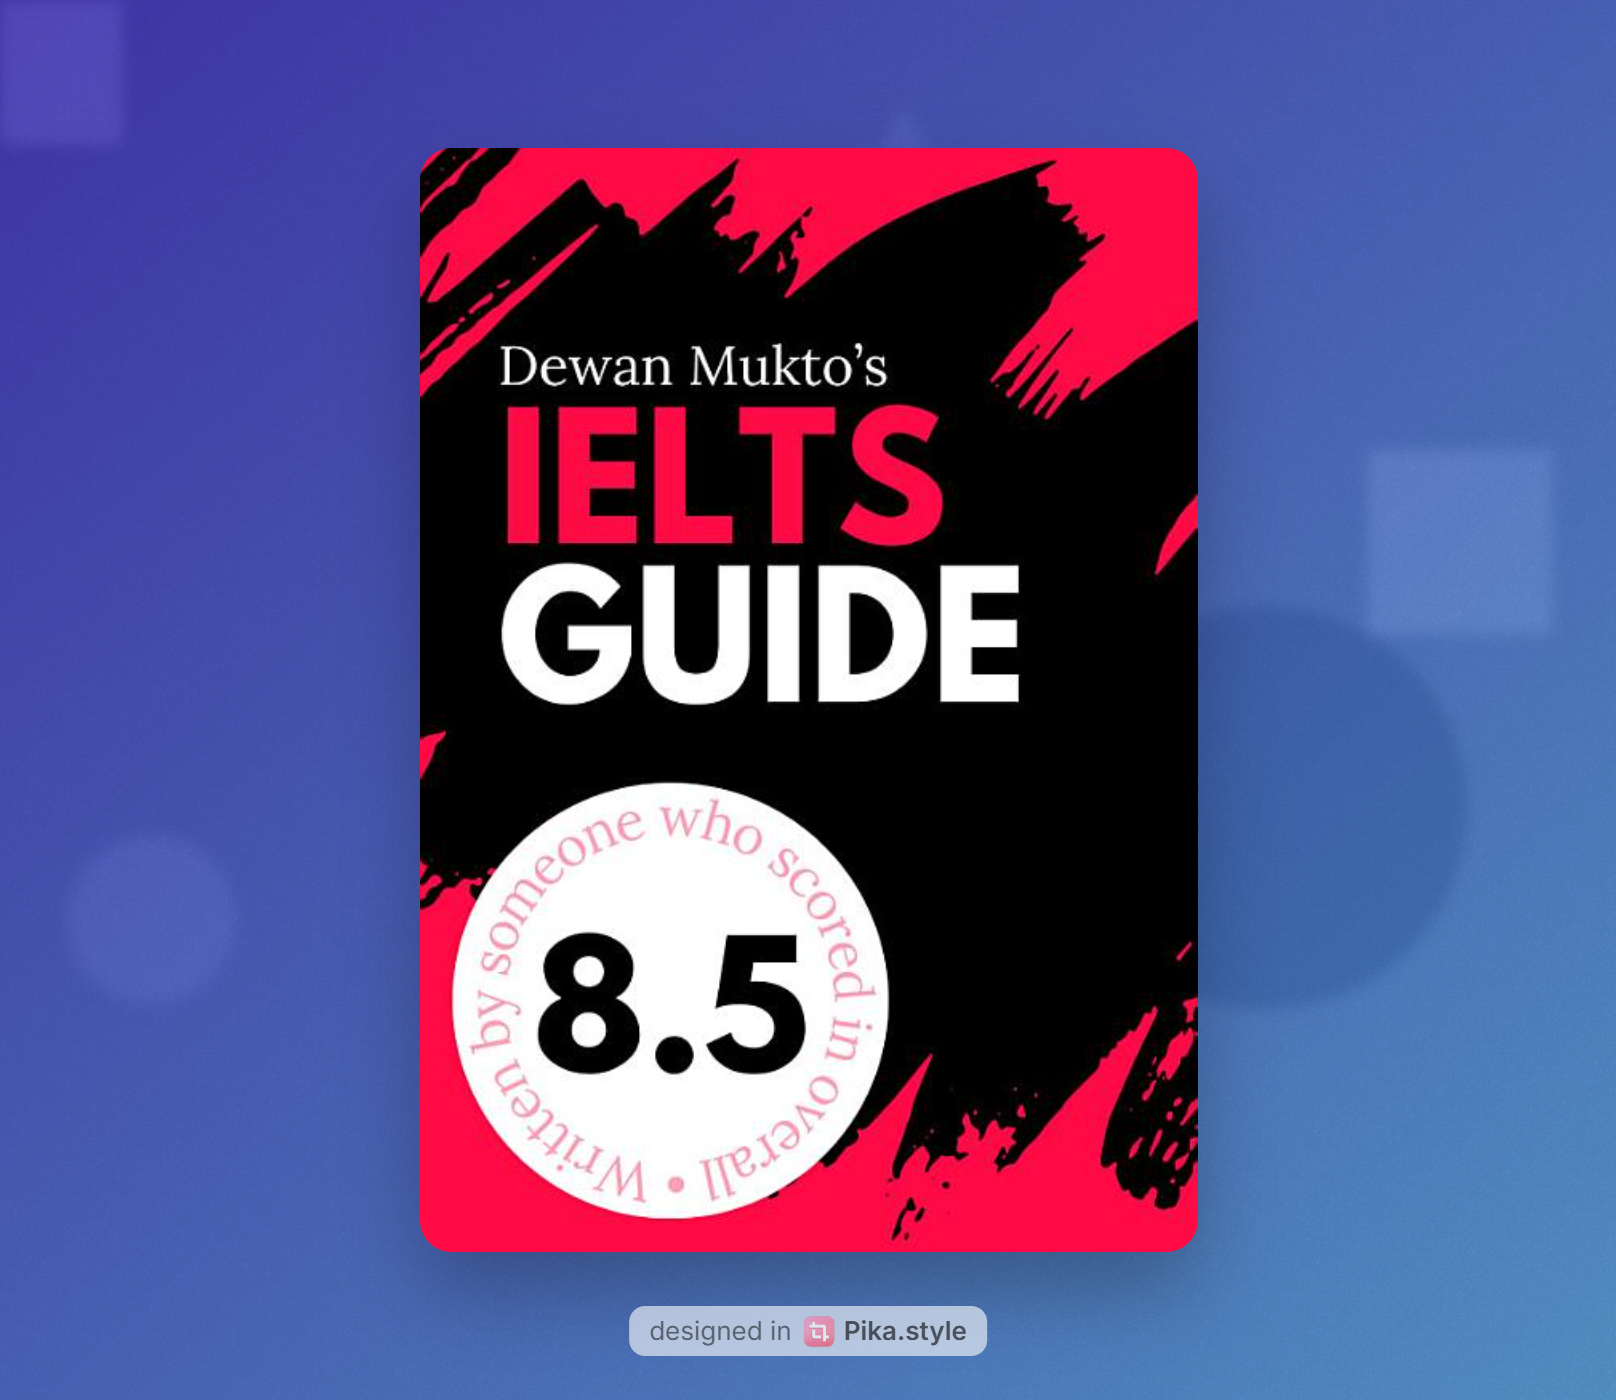 Dewan Mukto’s
IELTS
GUIDE
Written by someone who scored in overall •
8.5
designed in Pika.style